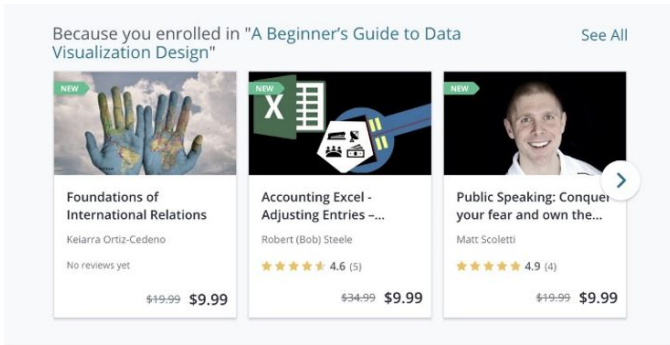 Because you enrolled in "A Beginner's Guide to Data
Visualization Design"
See All
NEW
Foundations of
International Relations
Keiarra Ortiz-Cedeno
No reviews yet
$19.99 $9.99
NEW
X
Accounting Excel -
Adjusting Entries –...
Robert (Bob) Steele
4.6 (5)
$34.99 $9.99
NEW
Public Speaking: Conquer
your fear and own the...
Matt Scoletti
4.9 (4)
$19.99 $9.99